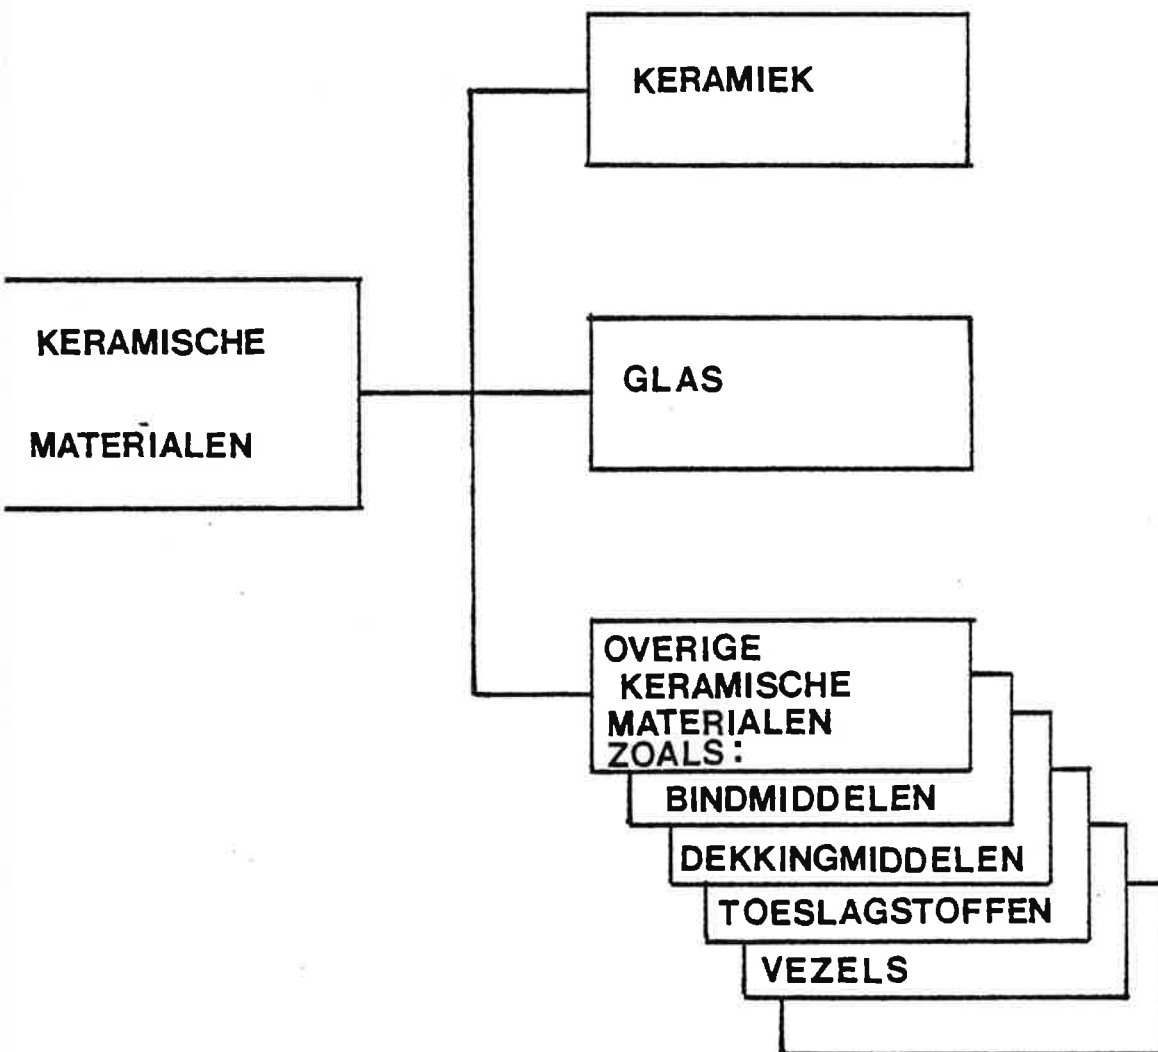 KERAMIEK
KERAMISCHE
MATERIALEN
GLAS
OVERIGE
KERAMISCHE
MATERIALEN
ZOALS:
BINDMIDDELEN
DEKKINGMIDDELEN
TOESLAGSTOFFEN
VEZELS